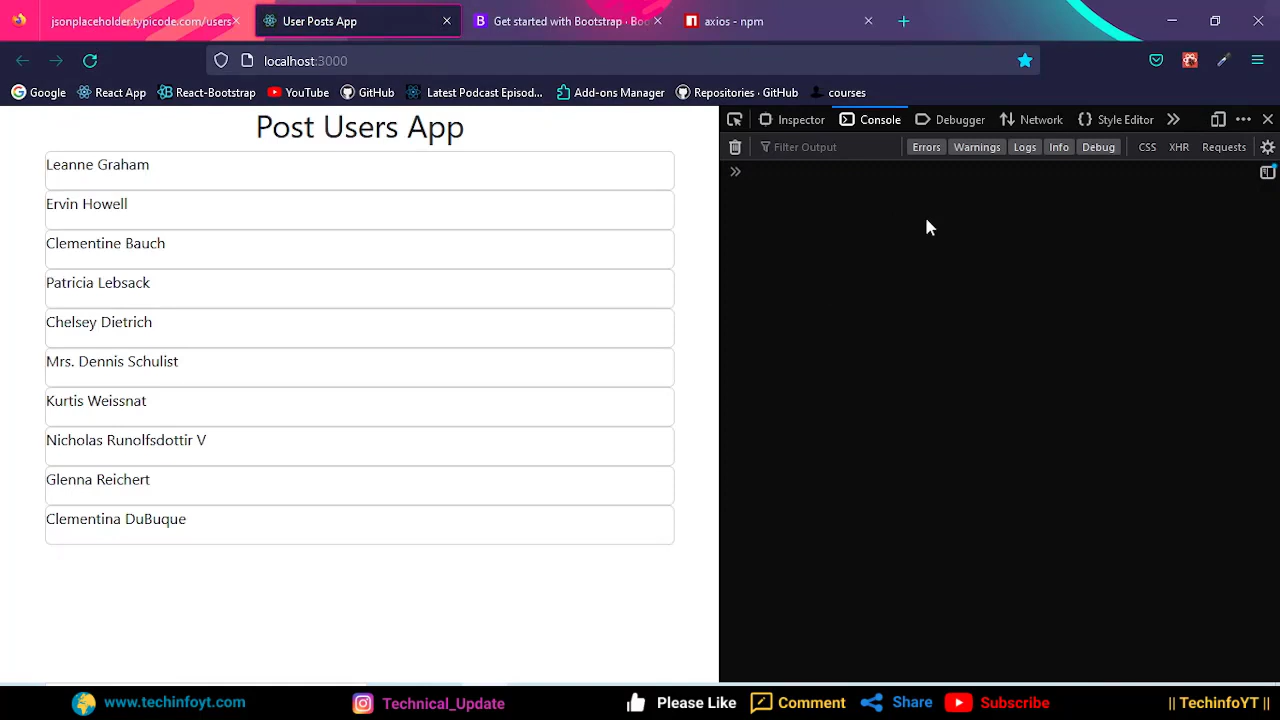 jsonplaceholder.typicode.com/users
User Posts App
Get started with Bootstrap · Boo
axios - npm
localhost:3000
Google
React App
React-Bootstrap
YouTube
GitHub
Latest Podcast Episod...
Add-ons Manager
Repositories · GitHub
courses
Post Users App
Leanne Graham
Ervin Howell
Clementine Bauch
Patricia Lebsack
Chelsey Dietrich
Mrs. Dennis Schulist
Kurtis Weissnat
Nicholas Runolfsdottir V
Glenna Reichert
Clementina DuBuque
Inspector
Console
Debugger
Network
Style Editor
Filter Output
Errors
Warnings
Logs
Info
Debug
CSS
XHR
Requests
www.techinfoyt.com
Technical_Update
Please Like
Comment
Share
Subscribe
|| TechinfoYT ||